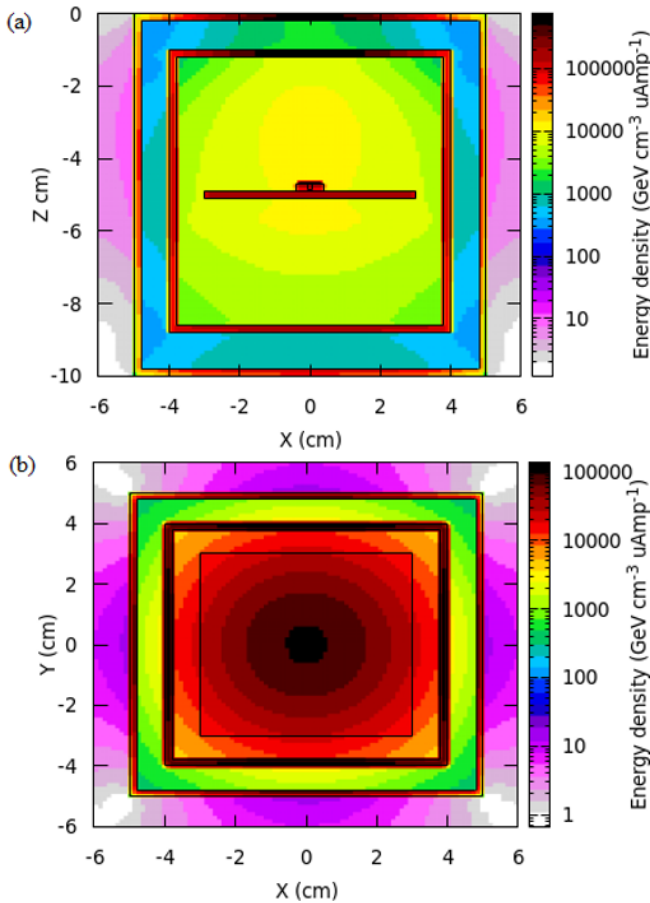 (a)
0
-2
-4
-6
-8
-10
Z cm)
-6 -4 -2 0 2 4 6
X (cm)
100000
10000
1000
100
10
Energy density (GeV cm⁻³ uAmp⁻¹)
(b)
6
4
2
0
-2
-4
-6
Y (cm)
-6 -4 -2 0 2 4 6
X (cm)
100000
10000
1000
100
10
1
Energy density (GeV cm⁻³ uAmp⁻¹)